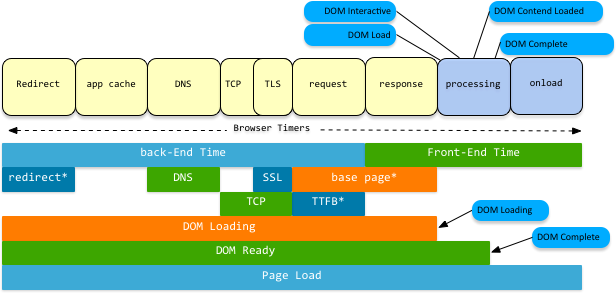 DOM Interactive
DOM Contend Loaded
DOM Load
DOM Complete
Redirect
app cache
DNS
TCP
TLS
request
response
processing
onload
Browser Timers
back-End Time
Front-End Time
redirect*
DNS
SSL
base page*
TCP
TTFB*
DOM Loading
DOM Loading
DOM Ready
DOM Complete
Page Load